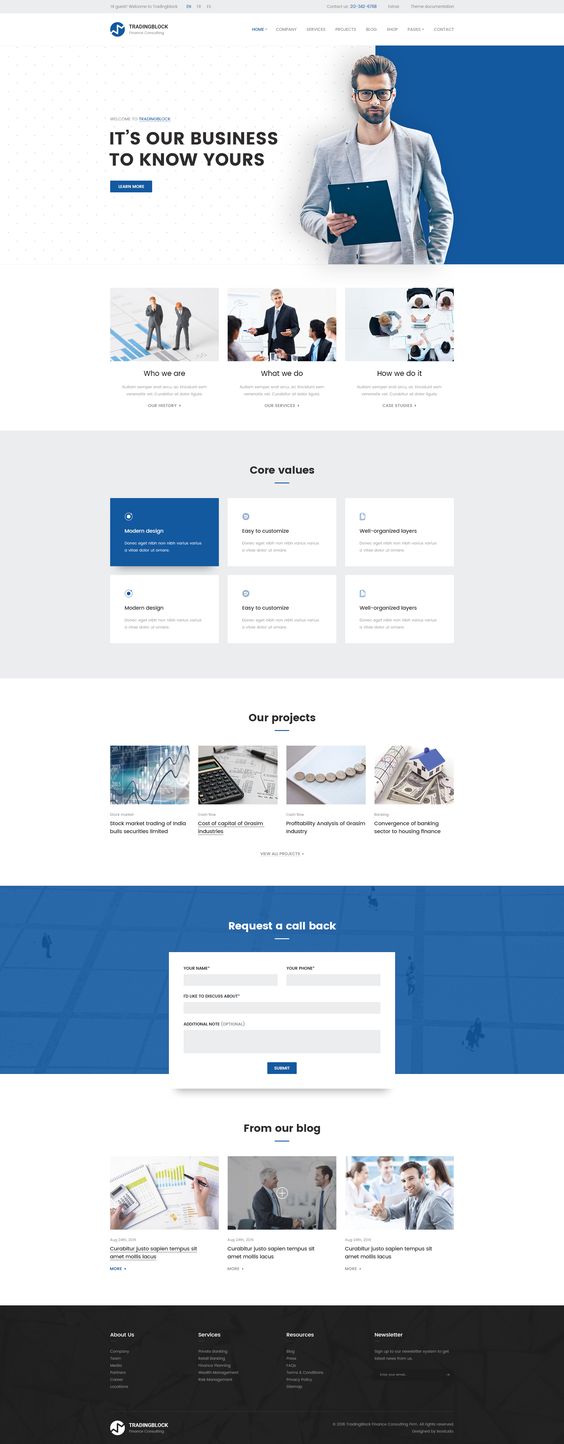 Hi guest! Welcome to Tradingblock EN FR ES
Contact us: 212-342-6788 Extras Theme documentation
TRADINGBLOCK
Finance Consulting
HOME COMPANY SERVICES PROJECTS BLOG SHOP PAGES CONTACT
WELCOME TO TRADINGBLOCK
IT'S OUR BUSINESS
TO KNOW YOURS
LEARN MORE
Who we are
Nullam semper erat arcu, ac tincidunt sem
venenatis vel. Curabitur at dolor ligula.
OUR HISTORY
What we do
Nullam semper erat arcu, ac tincidunt sem
venenatis vel. Curabitur at dolor ligula.
OUR SERVICES
How we do it
Nullam semper erat arcu, ac tincidunt sem
venenatis vel. Curabitur at dolor ligula.
CASE STUDIES
Core values
Modern design
Donec eget nibh non nibh varius varius
a vitae dolor ut ornare.
Easy to customize
Donec eget nibh non nibh varius varius
a vitae dolor ut ornare.
Well-organized layers
Donec eget nibh non nibh varius varius
a vitae dolor ut ornare.
Modern design
Donec eget nibh non nibh varius varius
a vitae dolor ut ornare.
Easy to customize
Donec eget nibh non nibh varius varius
a vitae dolor ut ornare.
Well-organized layers
Donec eget nibh non nibh varius varius
a vitae dolor ut ornare.
Our projects
Stock market
Stock market trading of India
bulls securities limited
Cash flow
Cost of capital of Grasim
industries
Cash flow
Profitability Analysis of Grasim
industry
Banking
Convergence of banking
sector to housing finance
VIEW ALL PROJECTS
Request a call back
YOUR NAME* YOUR PHONE*
I'D LIKE TO DISCUSS ABOUT*
ADDITIONAL NOTE (OPTIONAL)
SUBMIT
From our blog
Aug 24th, 2016
Curabitur justo sapien tempus sit
amet mollis lacus
MORE
Aug 24th, 2016
Curabitur justo sapien tempus sit
amet mollis lacus
MORE
Aug 24th, 2016
Curabitur justo sapien tempus sit
amet mollis lacus
MORE
About Us
Company
Team
Media
Partners
Career
Locations
Services
Private Banking
Retail Banking
Finance Planning
Wealth Management
Risk Management
Resources
Blog
Press
FAQs
Terms & Conditions
Privacy Policy
Sitemap
Newsletter
Sign up to our newsletter system to get
latest news from us.
Enter your email...
TRADINGBLOCK
Finance Consulting
© 2016 TradingBlock Finance Consulting Firm. All rights reserved.
Designed by